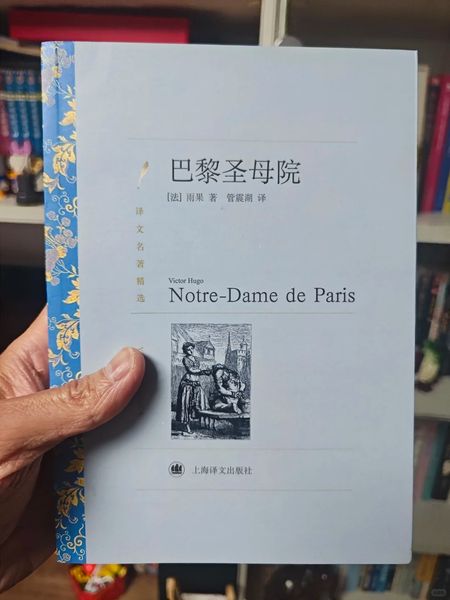 巴黎圣母院
[法] 雨果 著 管震湖 译
译文名著精选
Victor Hugo
Notre-Dame de Paris
上海译文出版社